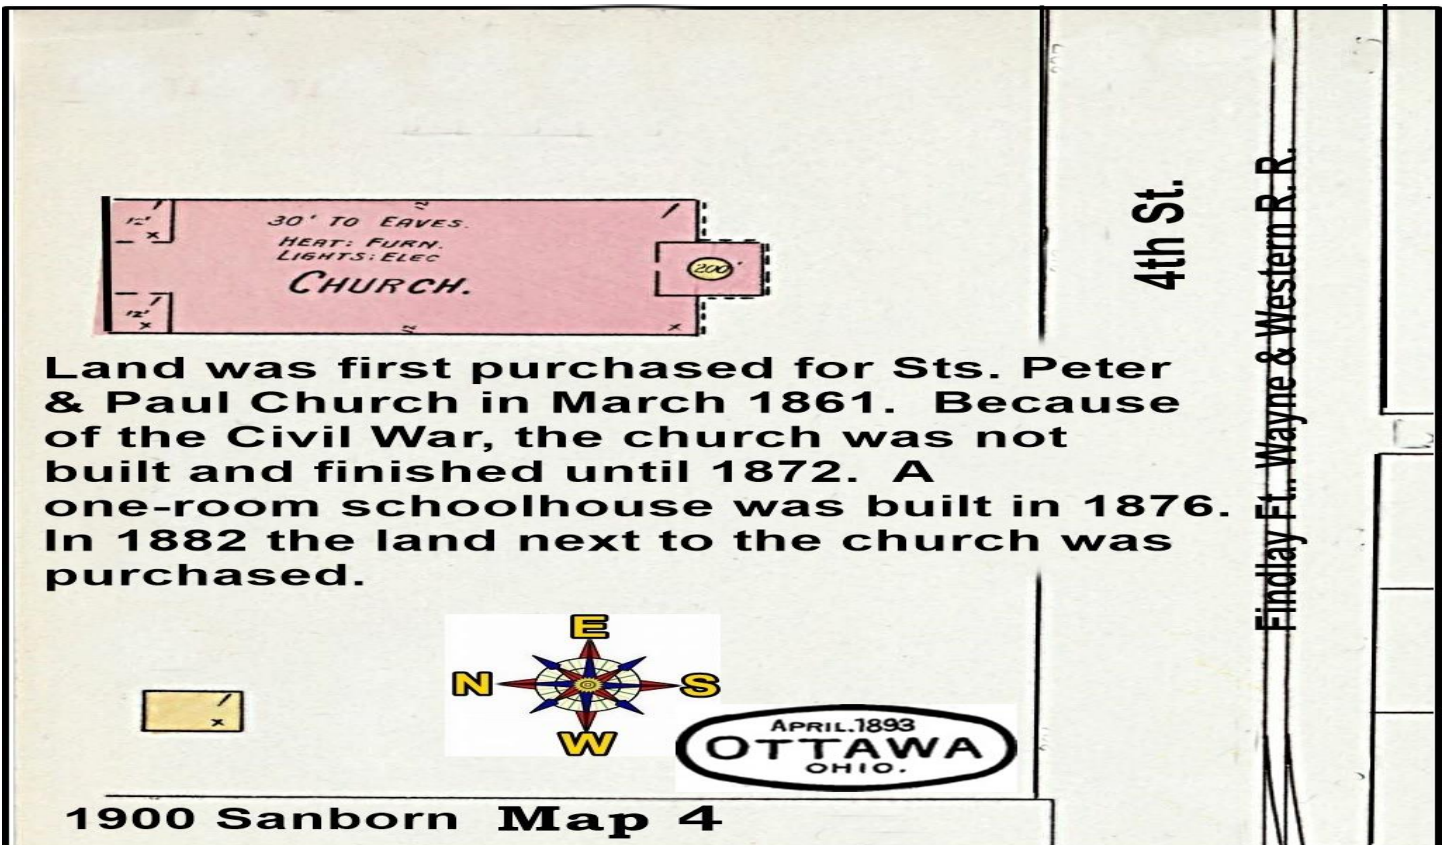 12'
30' TO EAVES.
HEAT: FURN.
LIGHTS: ELEC
CHURCH.
200'
12'
4th St.
Findlay Ft.. Wayne & Western R. R.
Land was first purchased for Sts. Peter
& Paul Church in March 1861. Because
of the Civil War, the church was not
built and finished until 1872. A
one-room schoolhouse was built in 1876.
In 1882 the land next to the church was
purchased.
E
N S
W
x
APRIL.1893
OTTAWA
OHIO.
1900 Sanborn Map 4